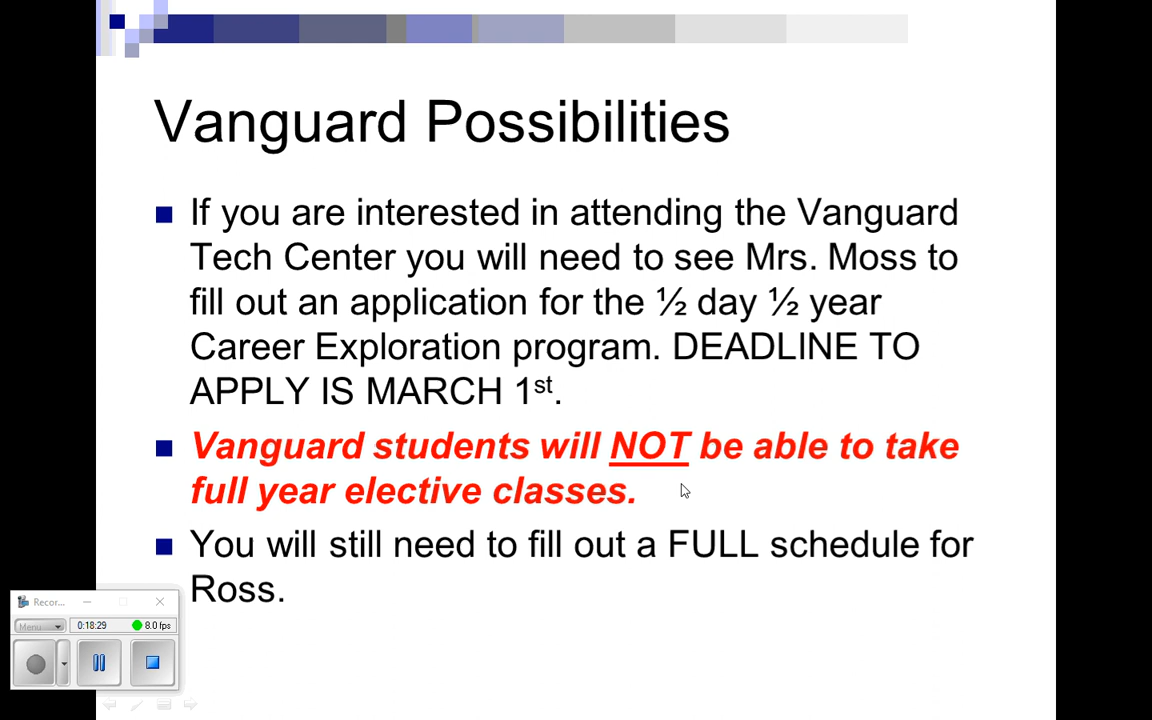 Vanguard Possibilities
If you are interested in attending the Vanguard
Tech Center you will need to see Mrs. Moss to
fill out an application for the ½ day ½ year
Career Exploration program. DEADLINE TO
APPLY IS MARCH 1st.
Vanguard students will NOT be able to take
full year elective classes.
You will still need to fill out a FULL schedule for
Ross.
Recor...
Menu
0:18:29
8.0 fps